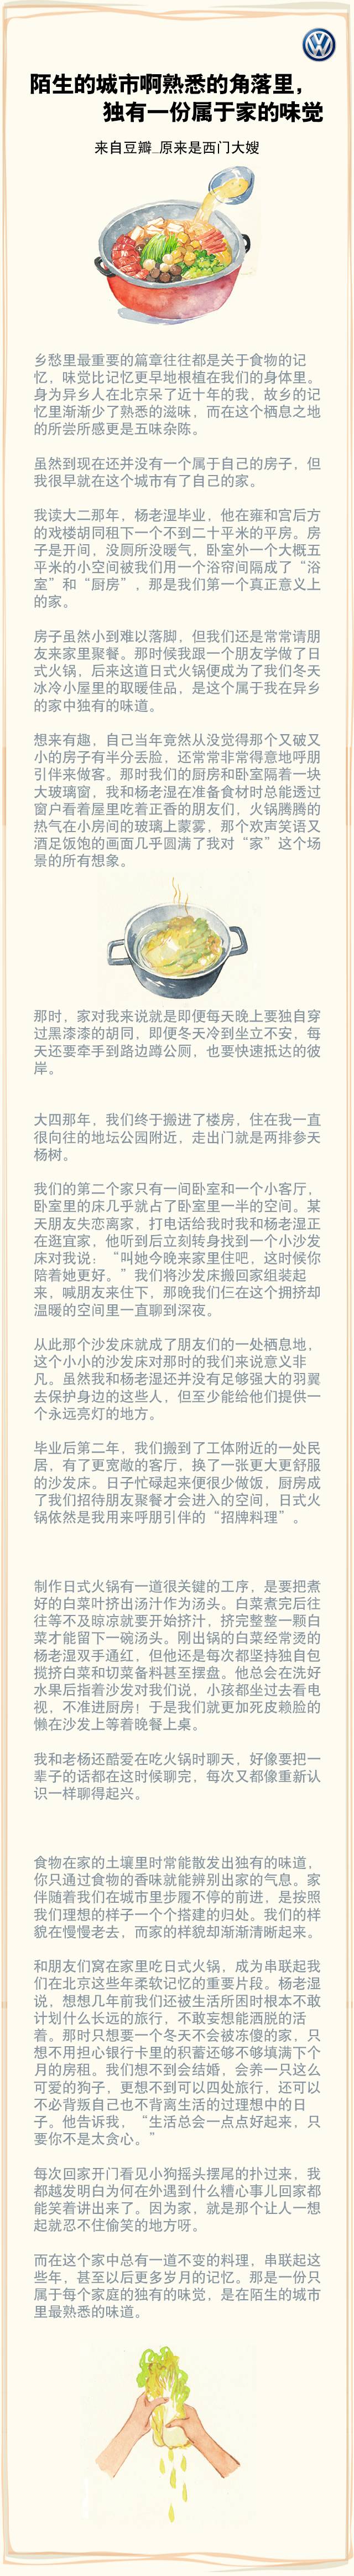 陌生的城市啊熟悉的角落里，
独有一份属于家的味觉
来自豆瓣_原来是西门大嫂
乡愁里最重要的篇章往往都是关于食物的记
忆，味觉比记忆更早地根植在我们的身体里。
身为异乡人在北京呆了近十年的我，故乡的记
忆里渐渐少了熟悉的滋味，而在这个栖息之地
的所尝所感更是五味杂陈。
虽然到现在还并没有一个属于自己的房子，但
我很早就在这个城市有了自己的家。
我读大二那年，杨老湿毕业，他在雍和宫后方
的戏楼胡同租下一个不到二十平米的平房。房
子是开间，没厕所没暖气，卧室外一个大概五
平米的小空间被我们用一个浴帘间隔成了“浴
室”和“厨房”，那是我们第一个真正意义上
的家。
房子虽然小到难以落脚，但我们还是常常请朋
友来家里聚餐。那时候我跟一个朋友学做了日
式火锅，后来这道日式火锅便成为了我们冬天
冰冷小屋里的取暖佳品，是这个属于我在异乡
的家中独有的味道。
想来有趣，自己当年竟然从没觉得那个又破又
小的房子有半分丢脸，还常常非常得意地呼朋
引伴来做客。那时我们的厨房和卧室隔着一块
大玻璃窗，我和杨老湿在准备食材时总能透过
窗户看着屋里吃着正香的朋友们，火锅腾腾的
热气在小房间的玻璃上蒙雾，那个欢声笑语又
酒足饭饱的画面几乎圆满了我对“家”这个场
景的所有想象。
那时，家对我来说就是即便每天晚上要独自穿
过黑漆漆的胡同，即便冬天冷到坐立不安，每
天还要牵手到路边蹲公厕，也要快速抵达的彼
岸。
大四那年，我们终于搬进了楼房，住在我一直
很向往的地坛公园附近，走出门就是两排参天
杨树。
我们的第二个家只有一间卧室和一个小客厅，
卧室里的床几乎就占了卧室里一半的空间。某
天朋友失恋离家，打电话给我时我和杨老湿正
在逛宜家，他听到后立刻转身找到一个小沙发
床对我说：“叫她今晚来家里住吧，这时候你
陪着她更好。”我们将沙发床搬回家组装起
来，喊朋友来住下，那晚我们仨在这个拥挤却
温暖的空间里一直聊到深夜。
从此那个沙发床就成了朋友们的一处栖息地，
这个小小的沙发床对那时的我们来说意义非
凡。虽然我和杨老湿还并没有足够强大的羽翼
去保护身边的这些人，但至少能给他们提供一
个永远亮灯的地方。
毕业后第二年，我们搬到了工体附近的一处民
居，有了更宽敞的客厅，换了一张更大更舒服
的沙发床。日子忙碌起来便很少做饭，厨房成
了我们招待朋友聚餐才会进入的空间，日式火
锅依然是我用来呼朋引伴的“招牌料理”。
制作日式火锅有一道很关键的工序，是要把煮
好的白菜叶挤出汤汁作为汤头。白菜煮完后往
往等不及晾凉就要开始挤汁，挤完整整一颗白
菜才能留下一碗汤头。刚出锅的白菜经常烫的
杨老湿双手通红，但他还是每次都坚持独自包
揽挤白菜和切菜备料甚至摆盘。他总会在洗好
水果后指着沙发对我们说，小孩都坐过去看电
视，不准进厨房！于是我们就更加死皮赖脸的
懒在沙发上等着晚餐上桌。
我和老杨还酷爱在吃火锅时聊天，好像要把一
辈子的话都在这时候聊完，每次又都像重新认
识一样聊得起兴。
食物在家的土壤里时常能散发出独有的味道，
你只通过食物的香味就能辨别出家的气息。家
伴随着我们在城市里步履不停的前进，是按照
我们理想的样子一个个搭建的归处。我们的样
貌在慢慢老去，而家的样貌却渐渐清晰起来。
和朋友们窝在家里吃日式火锅，成为串联起我
们在北京这些年柔软记忆的重要片段。杨老湿
说，想想几年前我们还被生活所困时根本不敢
计划什么长远的旅行，不敢妄想能洒脱的活
着。那时只想要一个冬天不会被冻傻的家，只
想不用担心银行卡里的积蓄还够不够填满下个
月的房租。我们想不到会结婚，会养一只这么
可爱的狗子，更想不到可以四处旅行，还可以
不必背叛自己也不背离生活的过理想中的日
子。他告诉我，“生活总会一点点好起来，只
要你不是太贪心。”
每次回家开门看见小狗摇头摆尾的扑过来，我
都越发明白为何在外遇到什么糟心事儿回家都
能笑着讲出来了。因为家，就是那个让人一想
起就忍不住偷笑的地方呀。
而在这个家中总有一道不变的料理，串联起这
些年，甚至以后更多岁月的记忆。那是一份只
属于每个家庭的独有的味觉，是在陌生的城市
里最熟悉的味道。